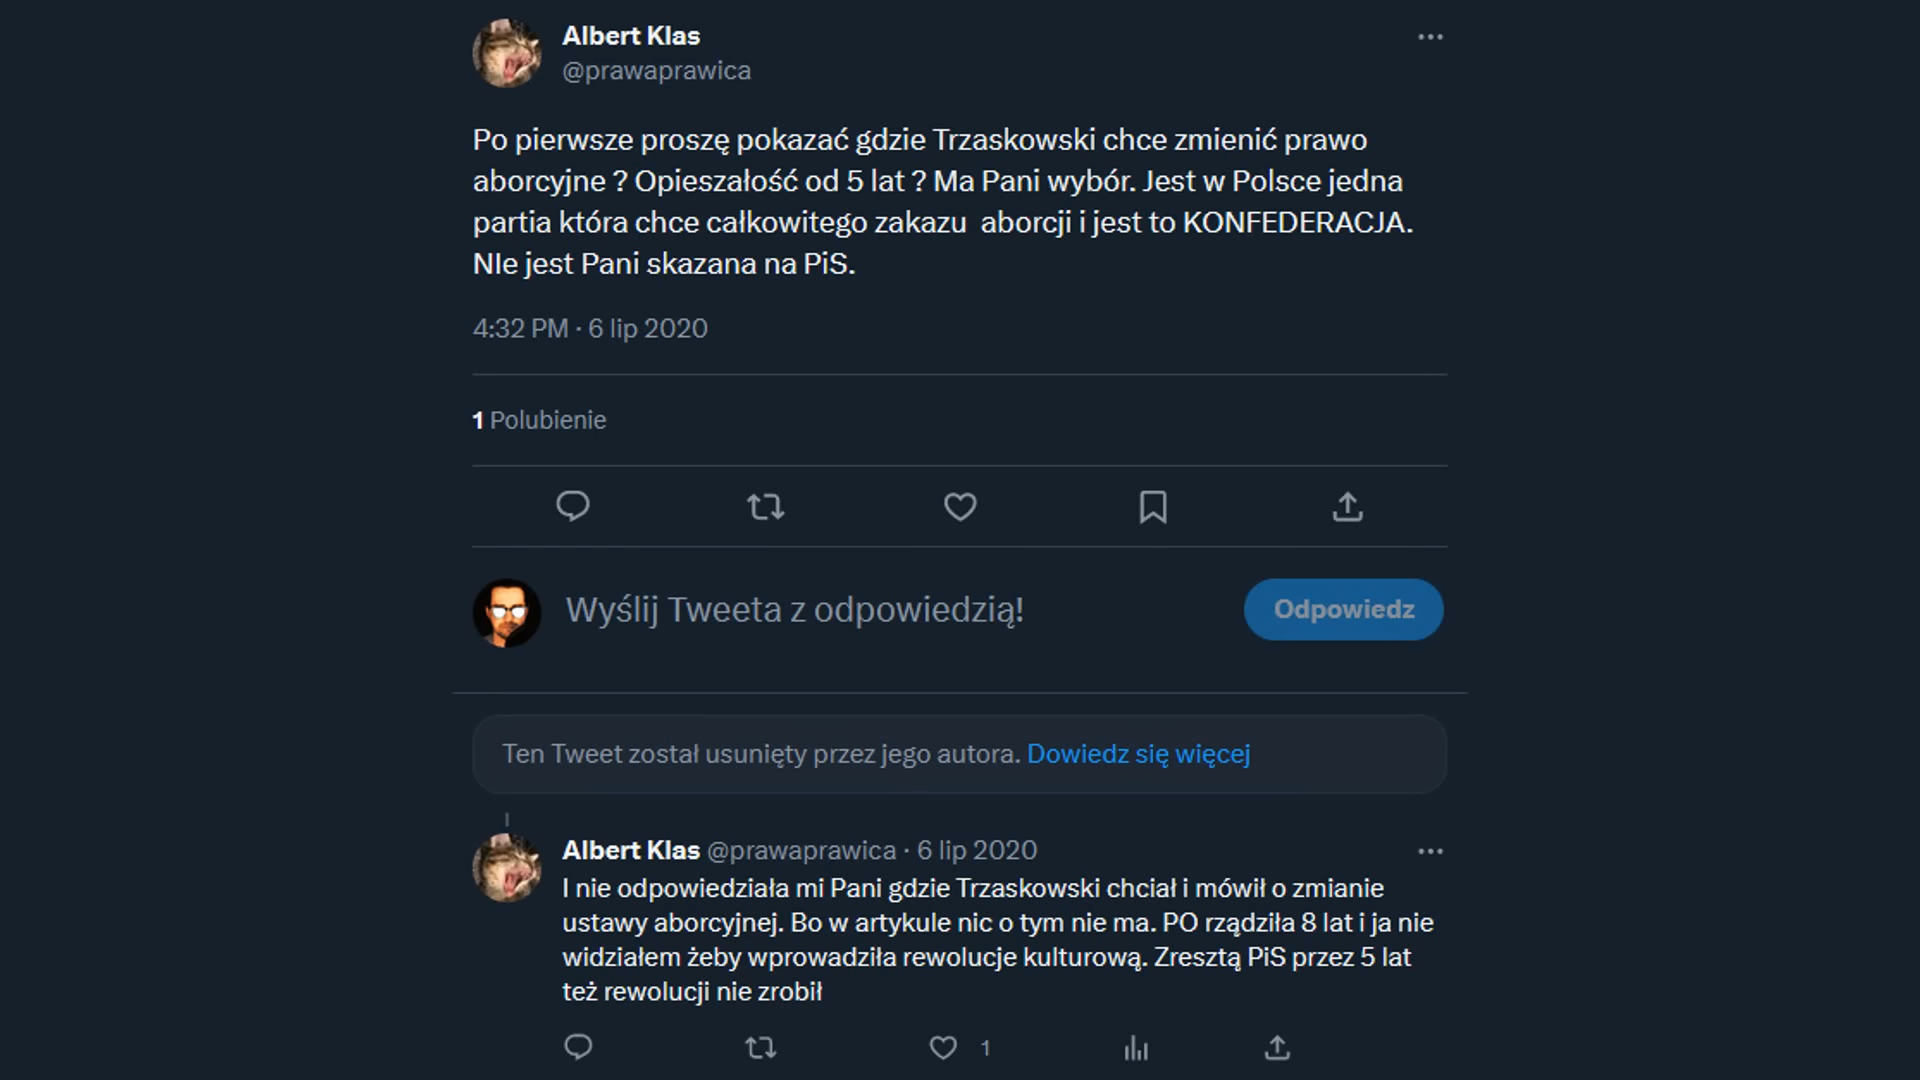 Albert Klas
@prawaprawica
Po pierwsze proszę pokazać gdzie Trzaskowski chce zmienić prawo
aborcyjne ? Opieszałość od 5 lat ? Ma Pani wybór. Jest w Polsce jedna
partia która chce całkowitego zakazu  aborcji i jest to KONFEDERACJA.
NIe jest Pani skazana na PiS.
4:32 PM · 6 lip 2020
1 Polubienie
Wyślij Tweeta z odpowiedzią!
Odpowiedz
Ten Tweet został usunięty przez jego autora. Dowiedz się więcej
Albert Klas @prawaprawica · 6 lip 2020
I nie odpowiedziała mi Pani gdzie Trzaskowski chciał i mówił o zmianie
ustawy aborcyjnej. Bo w artykule nic o tym nie ma. PO rządziła 8 lat i ja nie
widziałem żeby wprowadziła rewolucje kulturową. Zresztą PiS przez 5 lat
też rewolucji nie zrobił
1